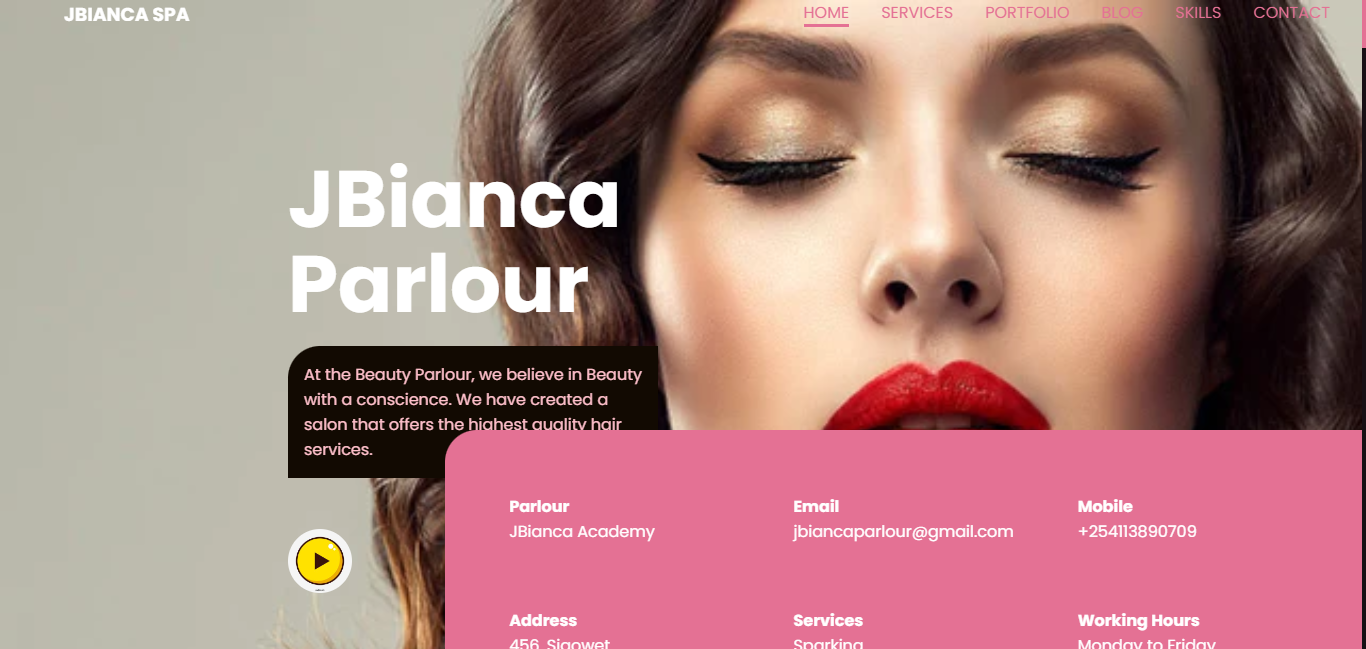 JBIANCA SPA
HOME SERVICES PORTFOLIO BLOG SKILLS CONTACT
JBianca
Parlour
At the Beauty Parlour, we believe in Beauty
with a conscience. We have created a
salon that offers the highest quality hair
services.
Parlour Email Mobile
JBianca Academy jbiancaparlour@gmail.com +254113890709
Address Services Working Hours
456, Sigowet Sparking Monday to Friday